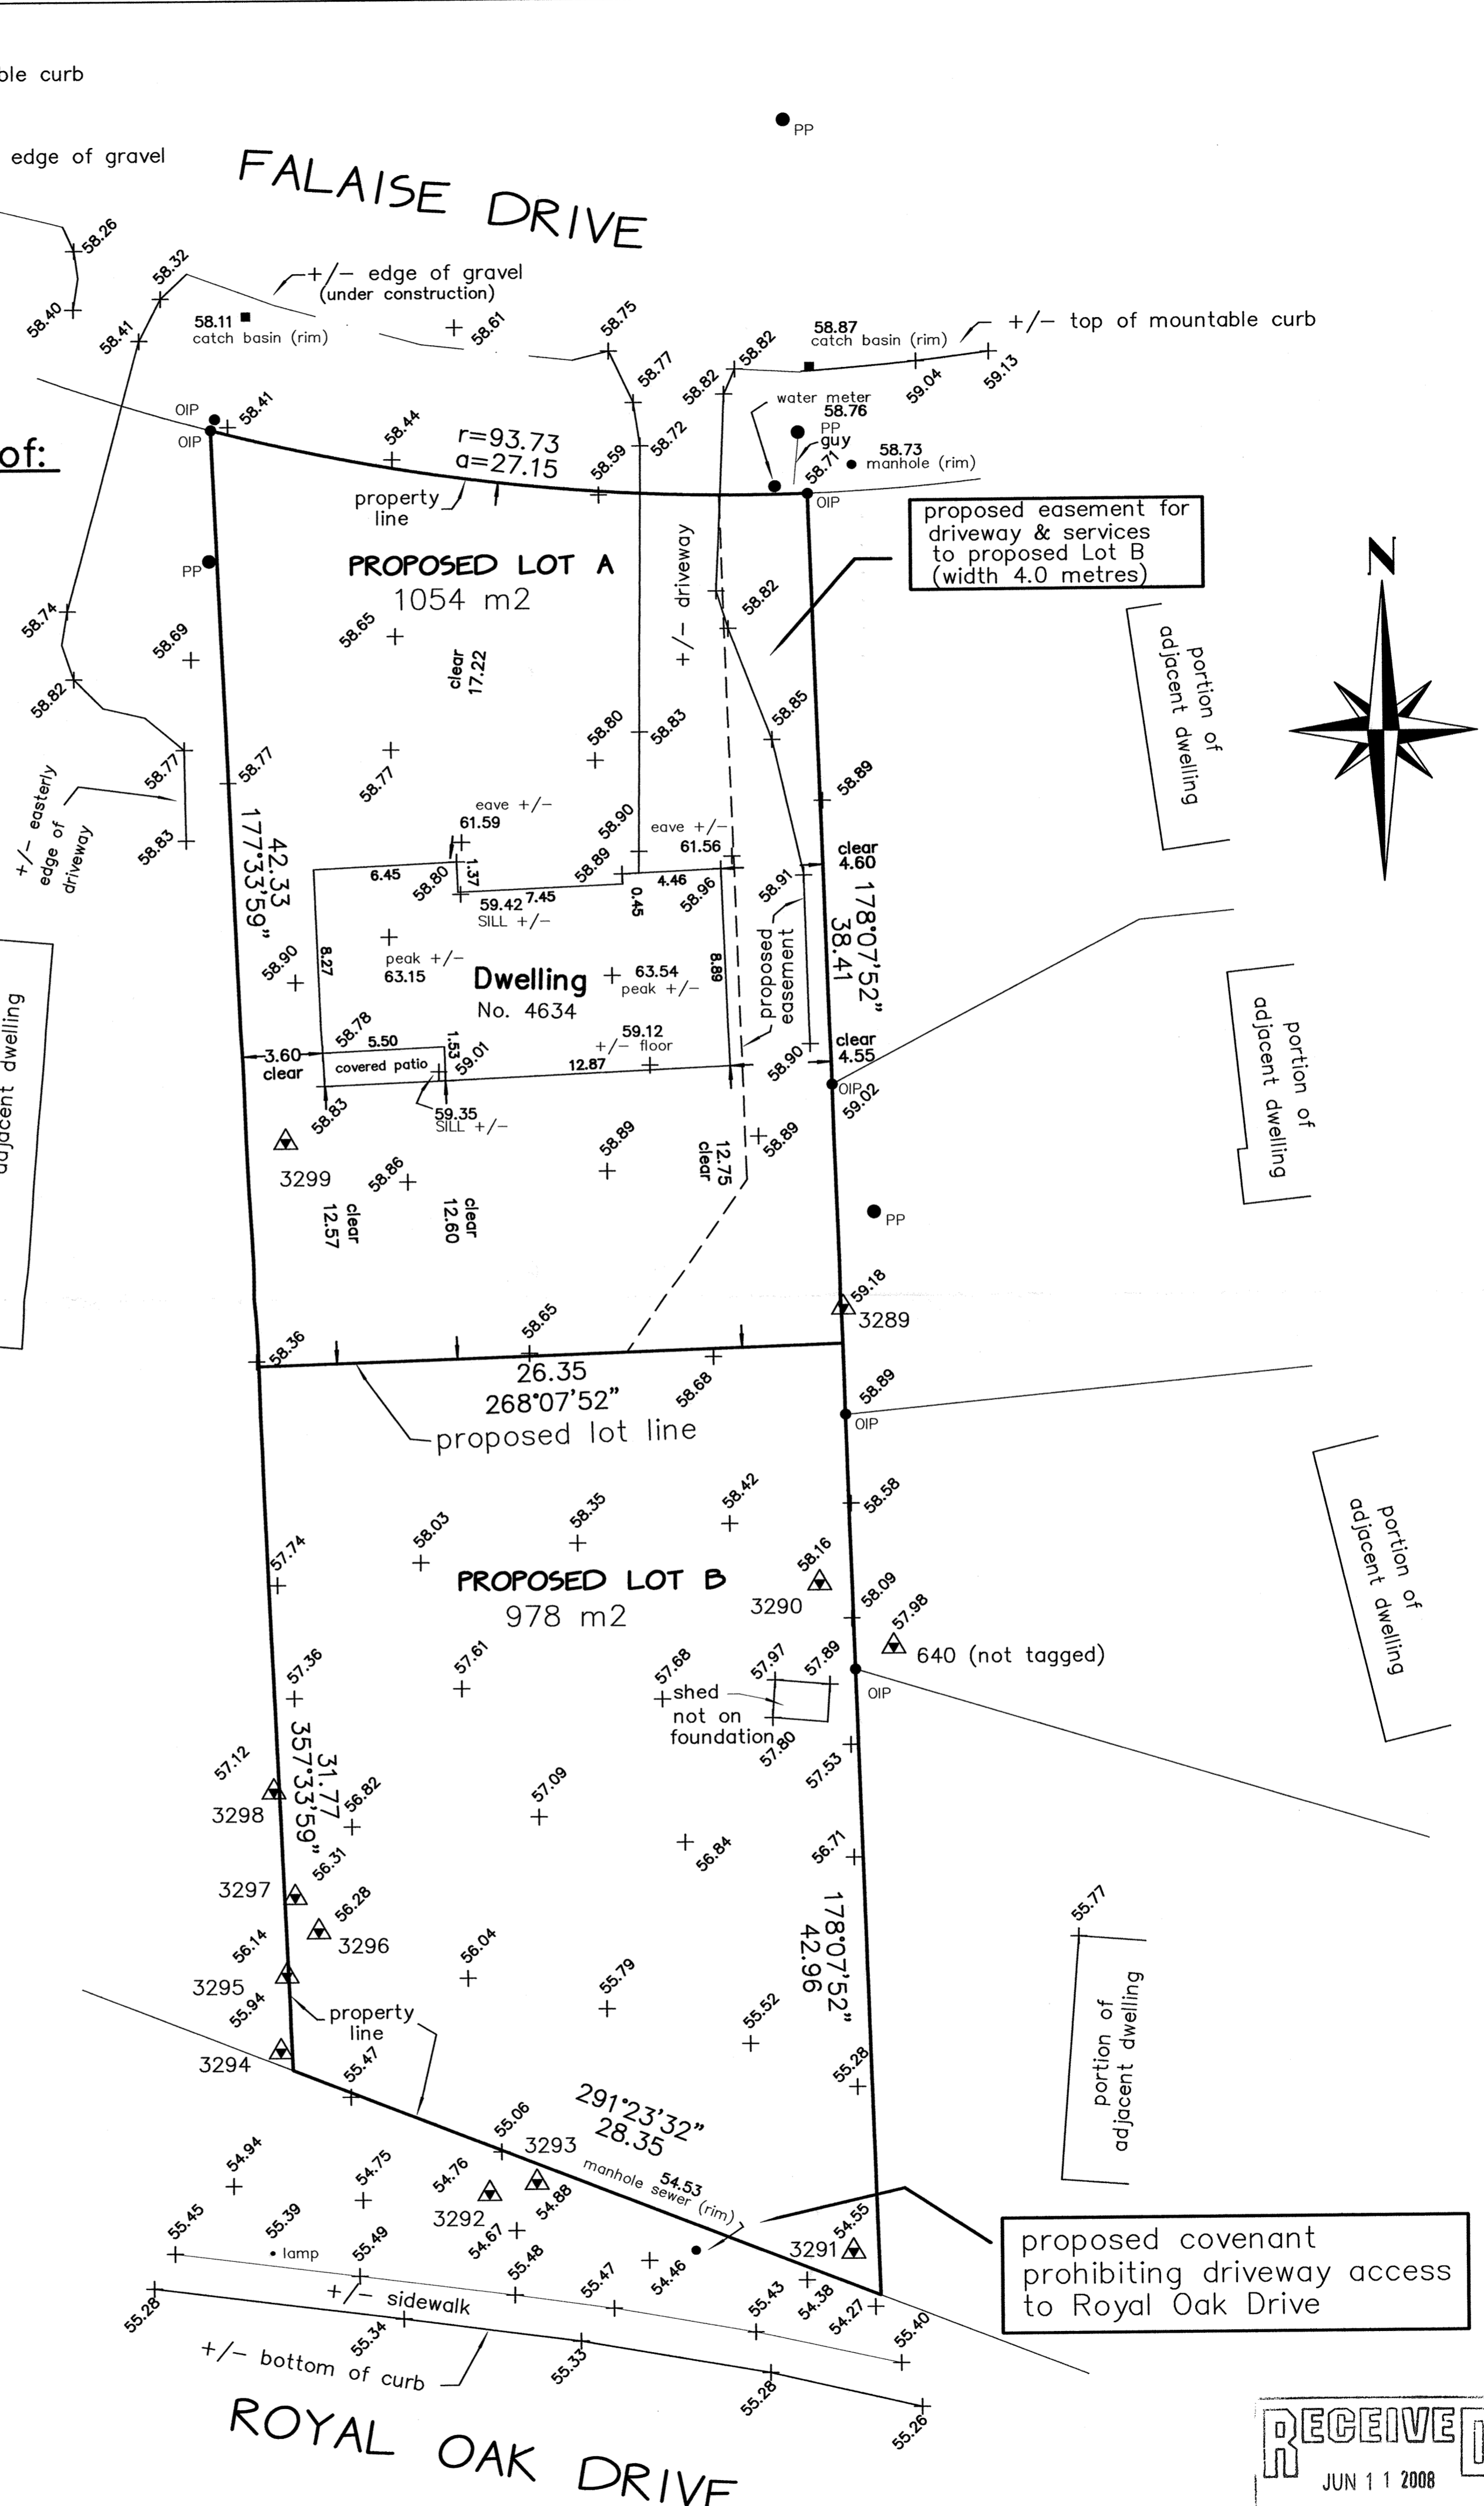 ble curb
PP
edge of gravel
FALAISE DRIVE
58.26
58.32
+/- edge of gravel
(under construction)
58.40
58.41
58.11
catch basin (rim)
58.61
58.75
58.87
catch basin (rim)
+/- top of mountable curb
58.77
58.82
58.82
59.04
59.13
water meter
58.76
PP
guy
OIP
OIP
58.41
58.44
r=93.73
a=27.15
58.59
58.72
58.71
58.73
manhole (rim)
of:
OIP
property
line
proposed easement for
driveway & services
to proposed Lot B
(width 4.0 metres)
N
PP
PROPOSED LOT A
1054 m2
+/- driveway
58.74
58.69
58.65
58.82
clear
17.22
58.82
portion of
adjacent dwelling
58.77
58.77
58.77
58.80
58.83
58.85
58.89
+/- easterly
edge of
driveway
58.83
42.33
177°33'59"
eave +/-
61.59
58.90
eave +/-
61.56
clear
4.60
6.45
58.80
1.37
58.89
4.46
58.96
58.91
59.42
7.45
SILL +/-
0.45
178°07'52"
38.41
8.27
58.90
peak +/-
63.15
Dwelling
No. 4634
63.54
peak +/-
8.89
proposed
easement
adjacent dwelling
portion of
adjacent dwelling
58.78
5.50
1.53
59.01
59.12
+/- floor
58.90
clear
4.55
3.60
clear
covered patio
12.87
OIP
59.02
58.83
59.35
SILL +/-
58.89
58.89
12.75
clear
3299
58.86
clear
12.57
clear
12.60
PP
59.18
3289
58.36
58.65
26.35
268°07'52"
58.68
58.89
proposed lot line
OIP
58.42
58.58
58.03
58.35
57.74
PROPOSED LOT B
978 m2
58.16
3290
58.09
57.98
640 (not tagged)
portion of
adjacent dwelling
57.36
57.61
57.68
57.97
57.89
OIP
shed
not on
foundation
57.80
57.53
57.12
3298
31.77
357°33'59"
56.82
57.09
56.84
56.71
56.31
3297
56.28
3296
178°07'52"
42.96
55.77
56.14
3295
56.04
55.79
55.52
portion of
adjacent dwelling
55.94
property
line
3294
55.47
55.28
291°23'32"
28.35
55.06
3293
54.94
54.75
54.76
manhole 54.53
sewer (rim)
54.88
3292
54.67
54.55
3291
proposed covenant
prohibiting driveway access
to Royal Oak Drive
55.45
55.39
lamp
55.49
55.48
55.47
54.46
55.43
54.38
54.27
55.40
+/- sidewalk
55.28
55.34
55.33
55.28
55.26
+/- bottom of curb
ROYAL OAK DRIVE
RECEIVED
JUN 11 2008